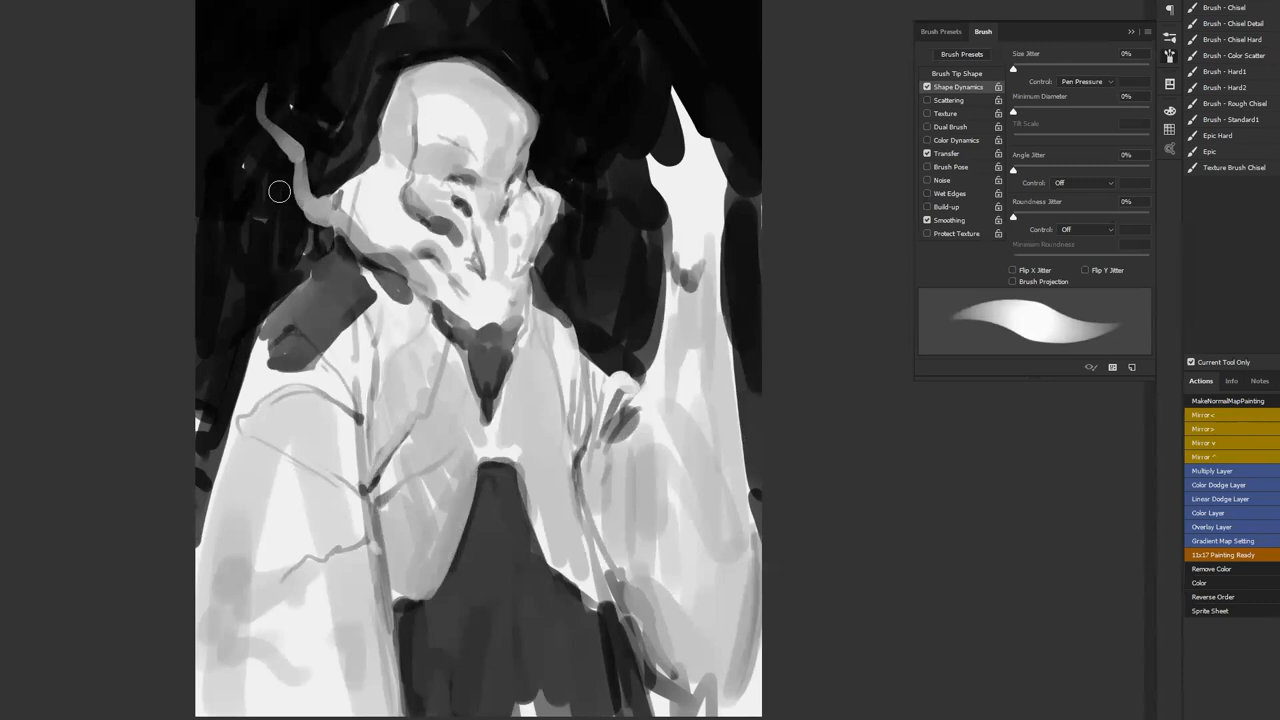 Brush Presets
Brush
Brush Presets
Brush Tip Shape
Shape Dynamics
Scattering
Texture
Dual Brush
Color Dynamics
Transfer
Brush Pose
Noise
Wet Edges
Build-up
Smoothing
Protect Texture
Size Jitter
0%
Control:
Pen Pressure
Minimum Diameter
0%
Tilt Scale
Angle Jitter
0%
Control:
Off
Roundness Jitter
0%
Control:
Off
Minimum Roundness
Flip X Jitter
Flip Y Jitter
Brush Projection
Brush - Chisel
Brush - Chisel Detail
Brush - Chisel Hard
Brush - Color Scatter
Brush - Hard1
Brush - Hard2
Brush - Rough Chisel
Brush - Standard1
Epic Hard
Epic
Texture Brush Chisel
Current Tool Only
Actions
Info
Notes
MakeNormalMapPainting
Mirror <
Mirror >
Mirror v
Mirror ^
Multiply Layer
Color Dodge Layer
Linear Dodge Layer
Color Layer
Overlay Layer
Gradient Map Setting
11x17 Painting Ready
Remove Color
Color
Reverse Order
Sprite Sheet